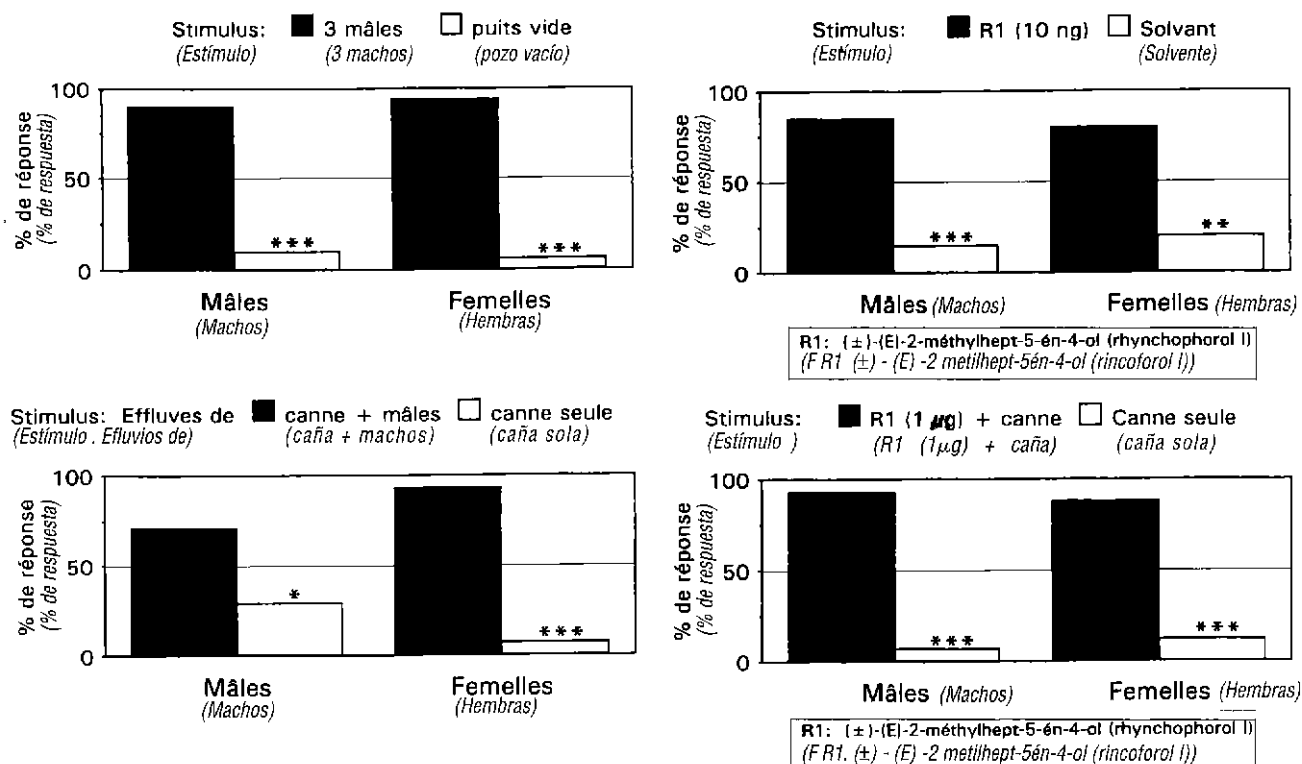 Stimulus: 3 mâles puits vide
(Estímulo) (3 machos) (pozo vacío)
% de réponse
(% de respuesta)
100
50
0
*** ***
Mâles Femelles
(Machos) (Hembras)
Stimulus: R1 (10 ng) Solvant
(Estímulo) (Solvente)
% de réponse
(% de respuesta)
100
50
0
*** **
Mâles (Machos) Femelles (Hembras)
R1: (±)-(E)-2-méthylhept-5-én-4-ol (rhynchophorol I)
(F R1 (±) - (E) -2 metilhept-5én-4-ol (rincoforol I))
Stimulus: Effluves de canne + mâles canne seule
(Estímulo . Efluvios de) (caña + machos) (caña sola)
% de réponse
(% de respuesta)
100
50
0
* ***
Mâles Femelles
(Machos) (Hembras)
Stimulus: R1 (1 µg) + canne Canne seule
(Estímulo ) (R1 (1µg) + caña) (caña sola)
% de réponse
(% de respuesta)
100
50
0
*** ***
Mâles (Machos) Femelles (Hembras)
R1: (±)-(E)-2-méthylhept-5-én-4-ol (rhynchophorol I)
(F R1. (±) - (E) -2 metilhept-5én-4-ol (rincoforol I))